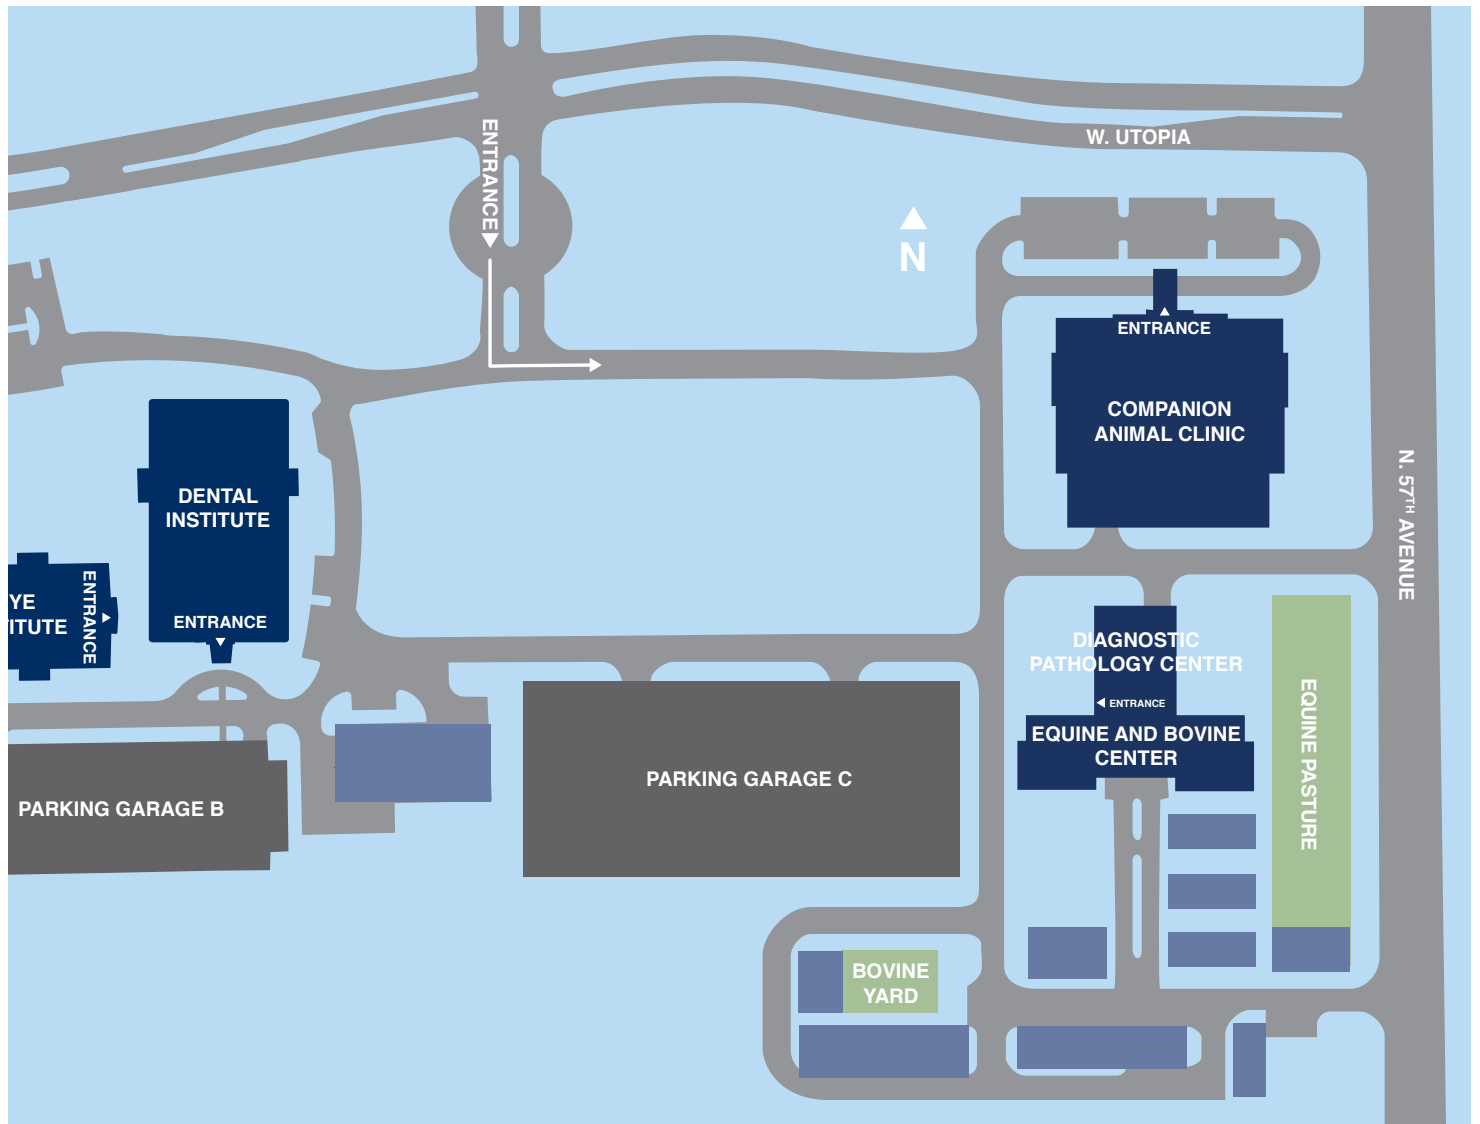 W. UTOPIA
ENTRANCE
N
ENTRANCE
COMPANION
ANIMAL CLINIC
N. 57TH AVENUE
DENTAL
INSTITUTE
ENTRANCE
YE
ITUTE
ENTRANCE
DIAGNOSTIC
PATHOLOGY CENTER
ENTRANCE
EQUINE AND BOVINE
CENTER
EQUINE PASTURE
PARKING GARAGE C
PARKING GARAGE B
BOVINE
YARD